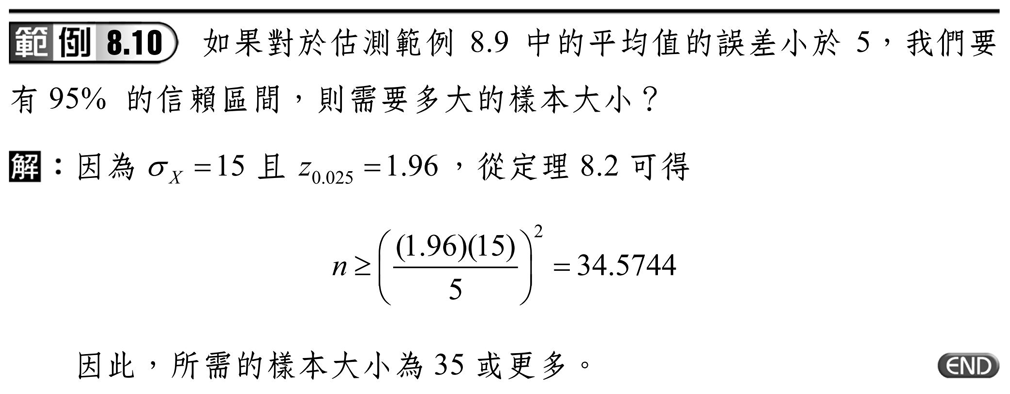 範例 8.10 如果對於估測範例 8.9 中的平均值的誤差小於 5,我們要
有 95% 的信賴區間,則需要多大的樣本大小?
解:因為 σ_X = 15 且 z_{0.025} = 1.96,從定理 8.2 可得
n ≥ ( (1.96)(15) / 5 )^2 = 34.5744
因此,所需的樣本大小為 35 或更多。
END